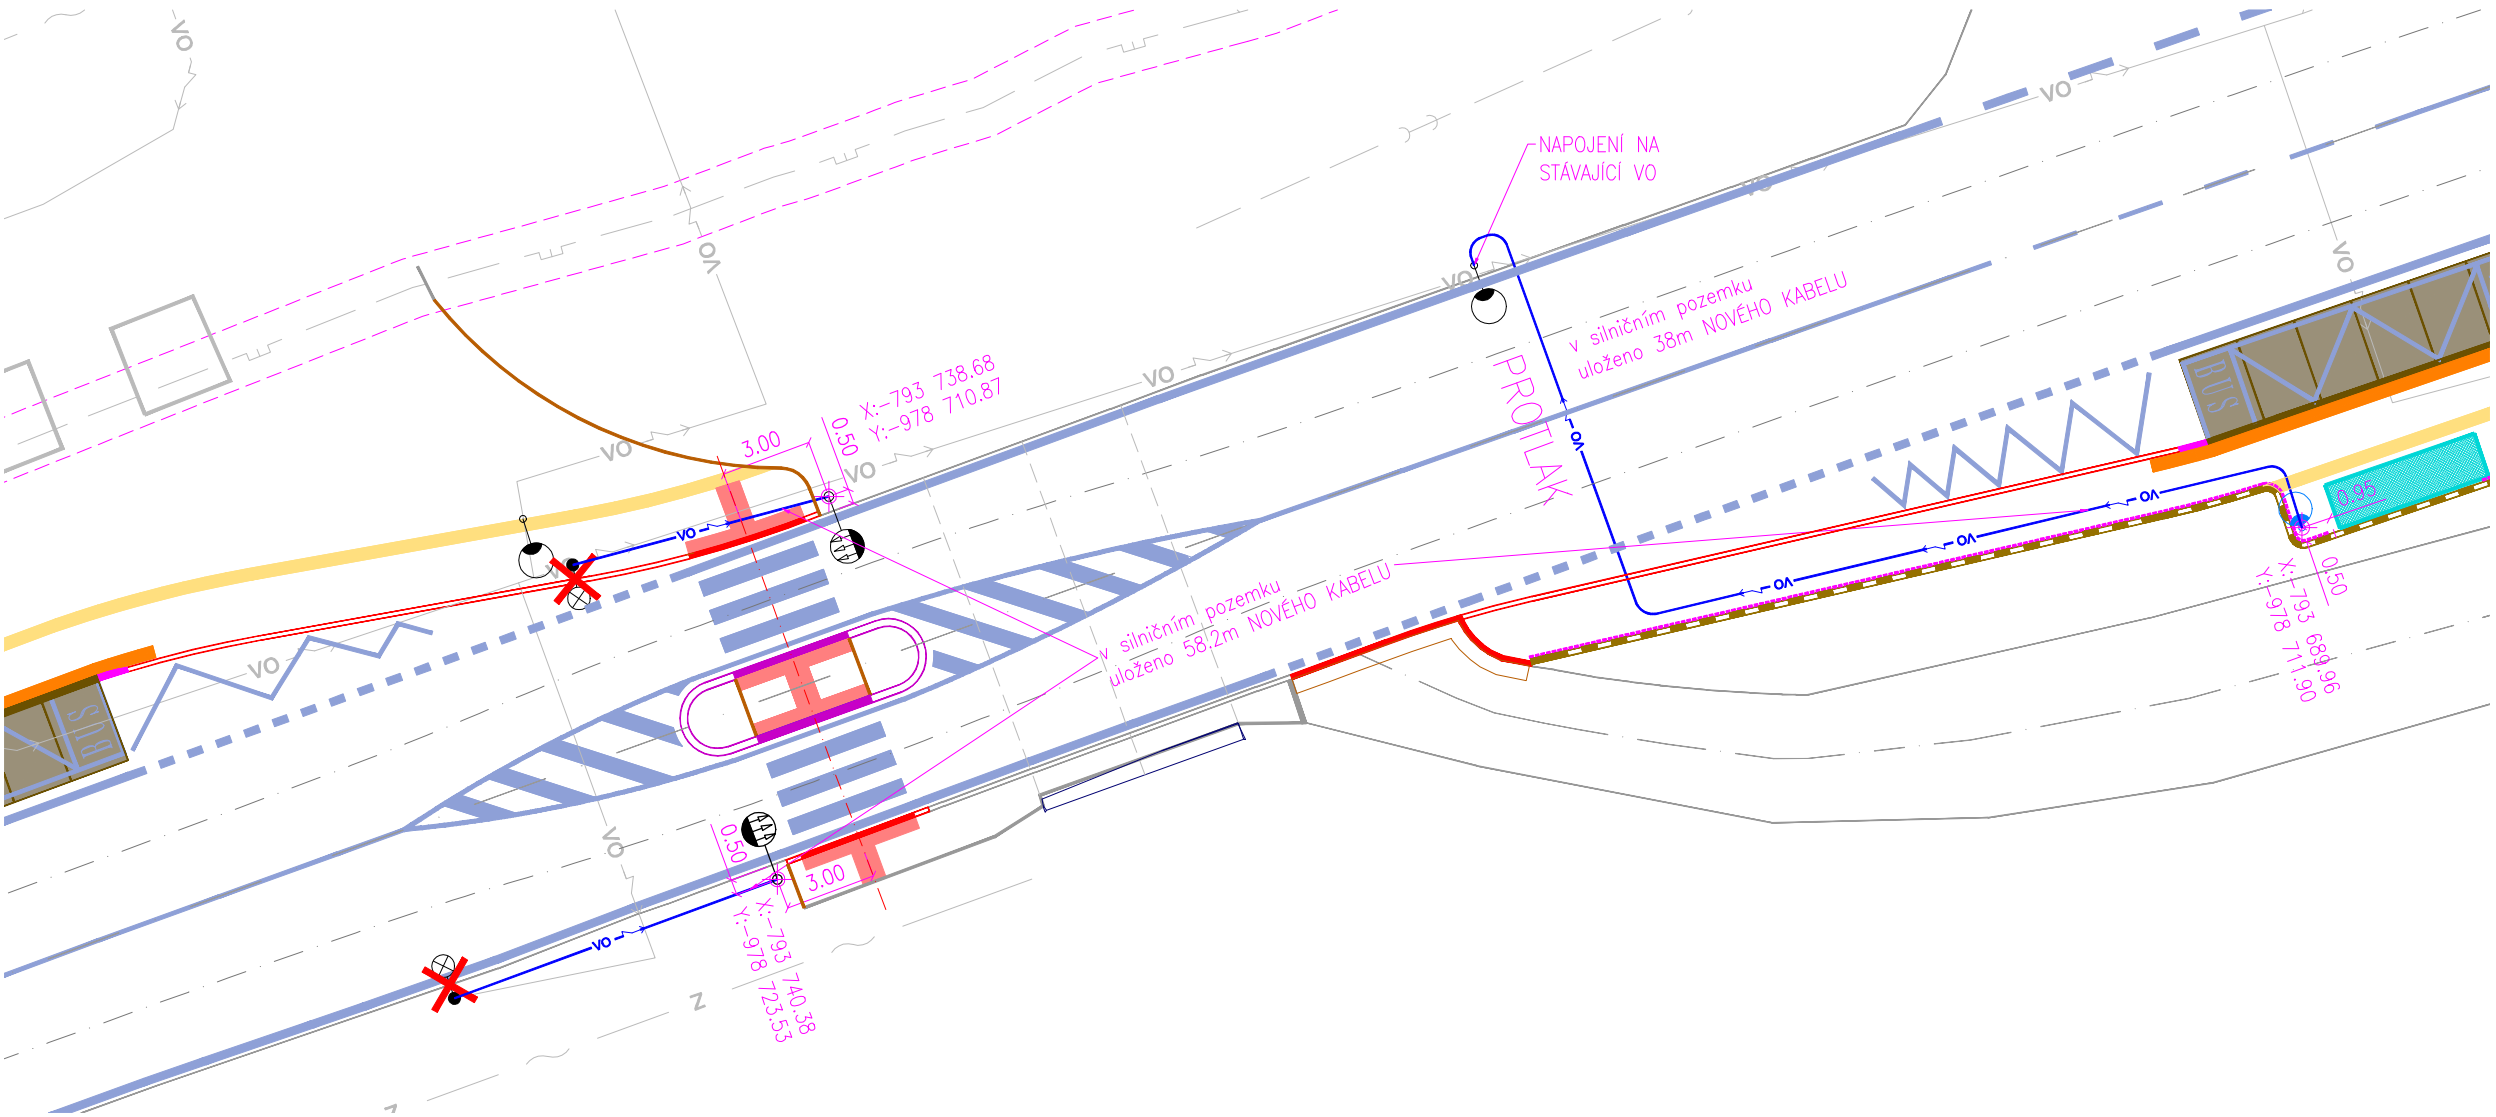 VO
NAPOJENÍ NA
STÁVAJÍCÍ VO
VO
VO
VO
VO
VO
v silničním pozemku
uloženo 38m NOVÉHO KABELU
PROTLAK
X:-793 738.68
Y:-978 710.87
0.50
3.00
VO
VO
VO
VO
BUS
VO
VO
VO
VO
VO
0.95
0.50
X:-793 689.96
Y:-978 711.90
v silničním pozemku
uloženo 58.2m NOVÉHO KABELU
VO
VO
BUS
VO
0.50
3.00
VO
X:-793 740.38
Y:-978 723.53
Z
Z